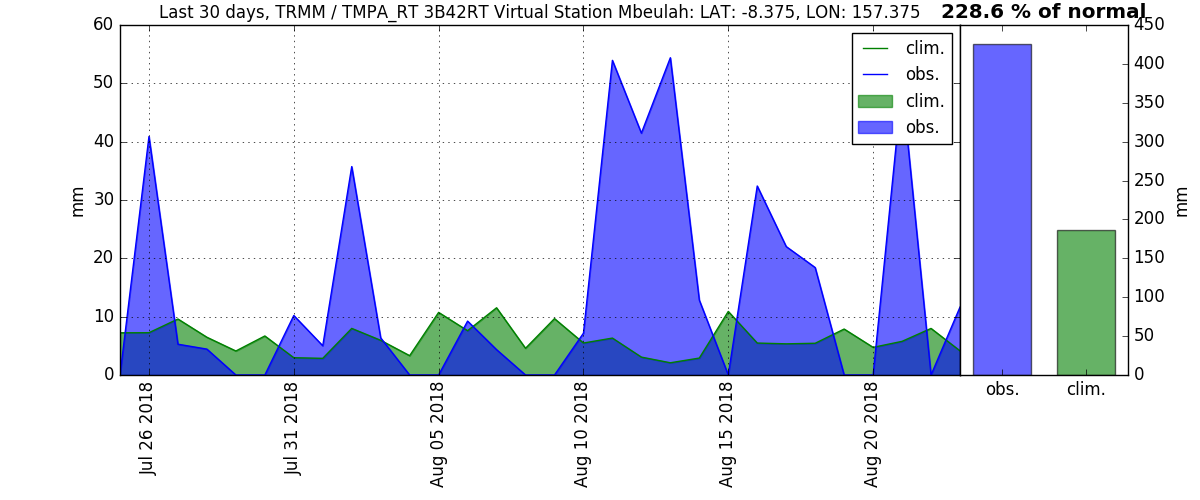 Last 30 days, TRMM / TMPA_RT 3B42RT Virtual Station Mbeulah: LAT: -8.375, LON: 157.375
228.6 % of normal
60
50
40
30
20
10
0
mm
clim.
obs.
clim.
obs.
Jul 26 2018
Jul 31 2018
Aug 05 2018
Aug 10 2018
Aug 15 2018
Aug 20 2018
450
400
350
300
250
200
150
100
50
0
mm
obs.
clim.